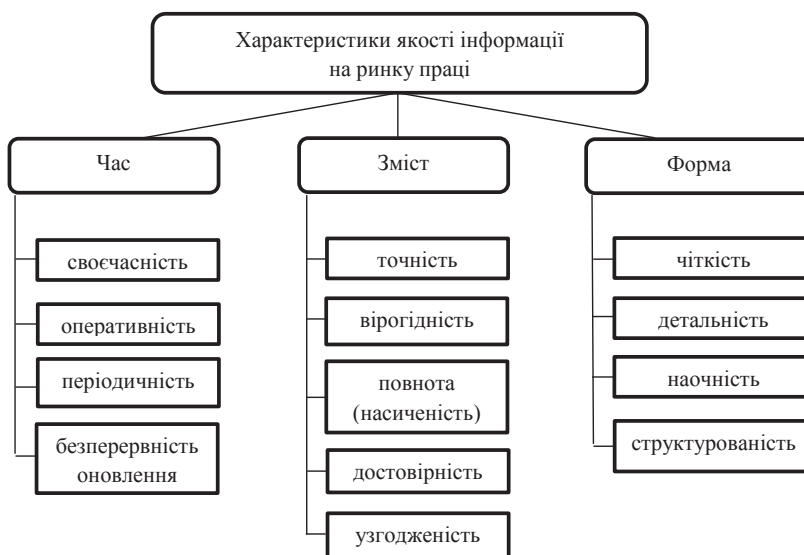 Характеристики якості інформації
на ринку праці
Час
своєчасність
оперативність
періодичність
безперервність
оновлення
Зміст
точність
вірогідність
повнота
(насиченість)
достовірність
узгодженість
Форма
чіткість
детальність
наочність
структурованість